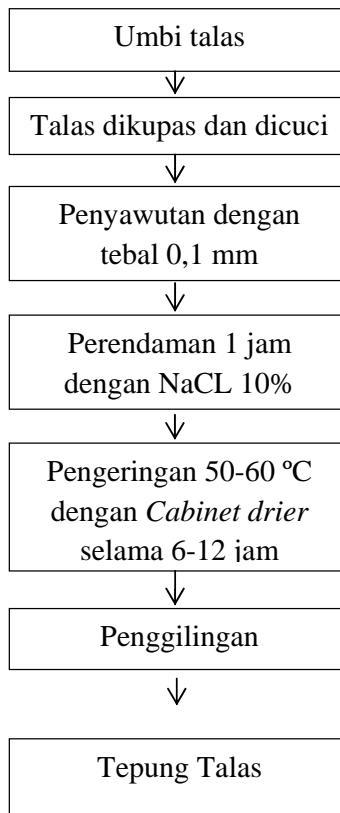 Umbi talas
Talas dikupas dan dicuci
Penyawutan dengan
tebal 0,1 mm
Perendaman 1 jam
dengan NaCL 10%
Pengeringan 50-60 ºC
dengan Cabinet drier
selama 6-12 jam
Penggilingan
Tepung Talas